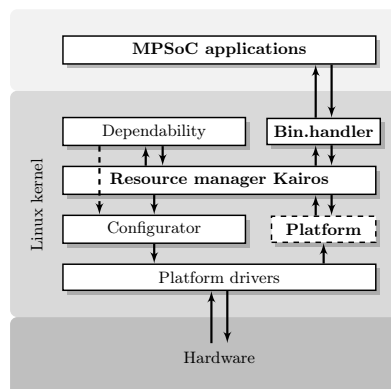 MPSoC applications
Dependability
Bin.handler
Linux kernel
Resource manager Kairos
Configurator
Platform
Platform drivers
Hardware